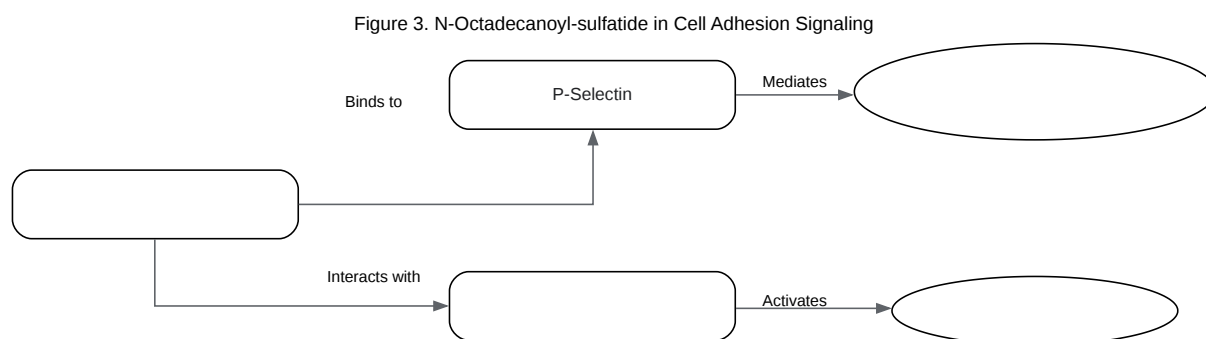 Figure 3. N-Octadecanoyl-sulfatide in Cell Adhesion Signaling
Binds to
P-Selectin
Mediates
Interacts with
Activates